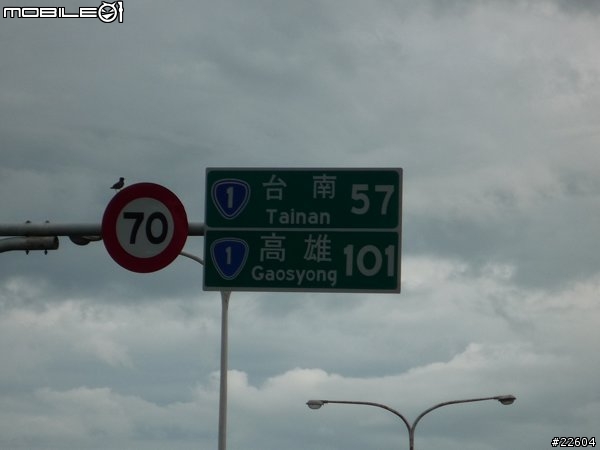 MOBILE01
70
1 台南 57
Tainan
1 高雄 101
Gaosyong
#22604